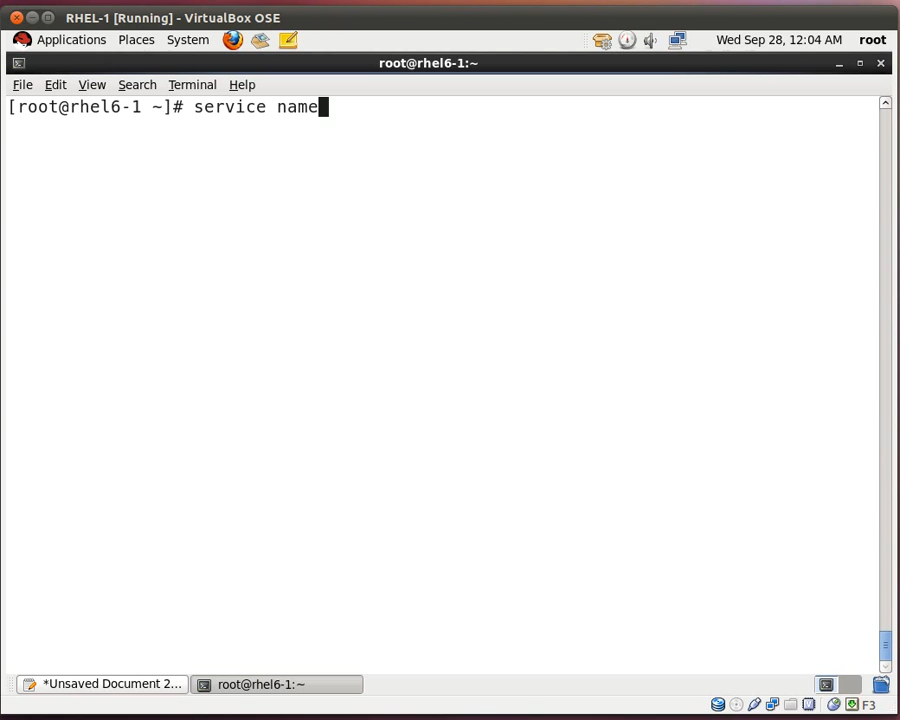 RHEL-1 [Running] - VirtualBox OSE
Applications Places System Wed Sep 28, 12:04 AM root
root@rhel6-1:~
File Edit View Search Terminal Help
[root@rhel6-1 ~]# service name
*Unsaved Document 2... root@rhel6-1:~
F3